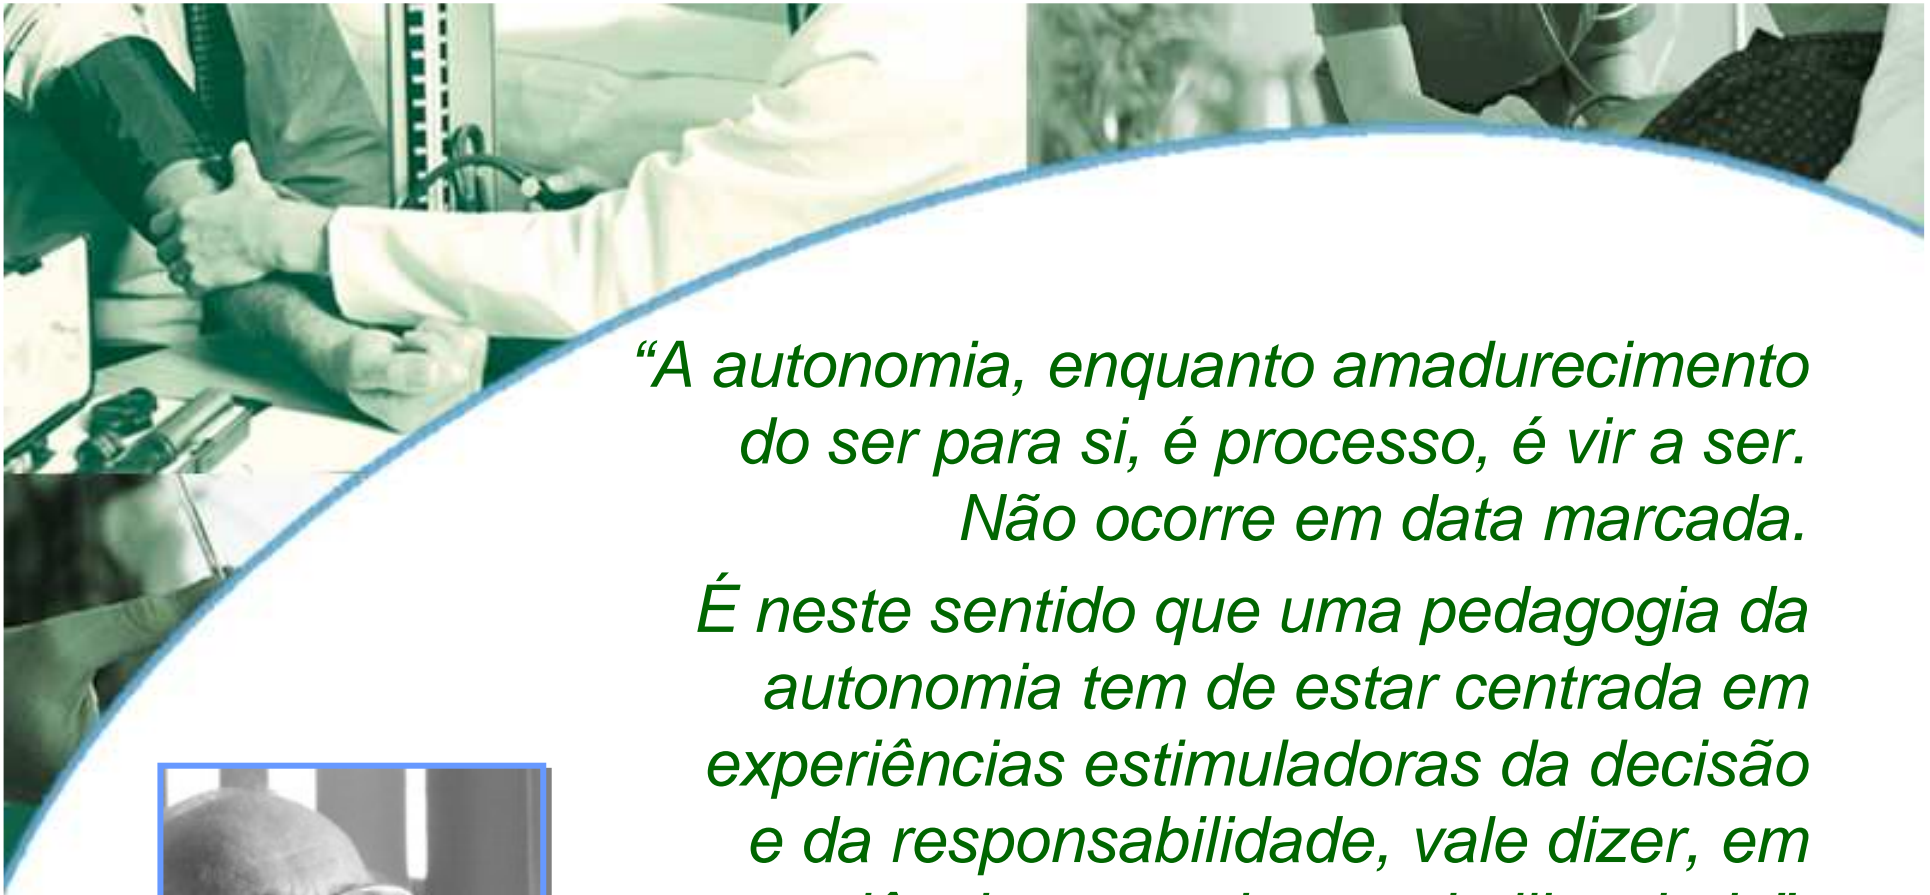 “A autonomia, enquanto amadurecimento
do ser para si, é processo, é vir a ser.
Não ocorre em data marcada.
É neste sentido que uma pedagogia da
autonomia tem de estar centrada em
experiências estimuladoras da decisão
e da responsabilidade, vale dizer, em